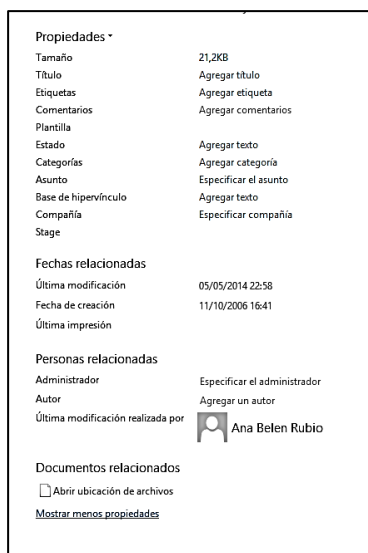 Propiedades
Tamaño 21,2KB
Título Agregar título
Etiquetas Agregar etiqueta
Comentarios Agregar comentarios
Plantilla
Estado Agregar texto
Categorías Agregar categoría
Asunto Especificar el asunto
Base de hipervínculo Agregar texto
Compañía Especificar compañía
Stage
Fechas relacionadas
Última modificación 05/05/2014 22:58
Fecha de creación 11/10/2006 16:41
Última impresión
Personas relacionadas
Administrador Especificar el administrador
Autor Agregar un autor
Última modificación realizada por Ana Belen Rubio
Documentos relacionados
Abrir ubicación de archivos
Mostrar menos propiedades